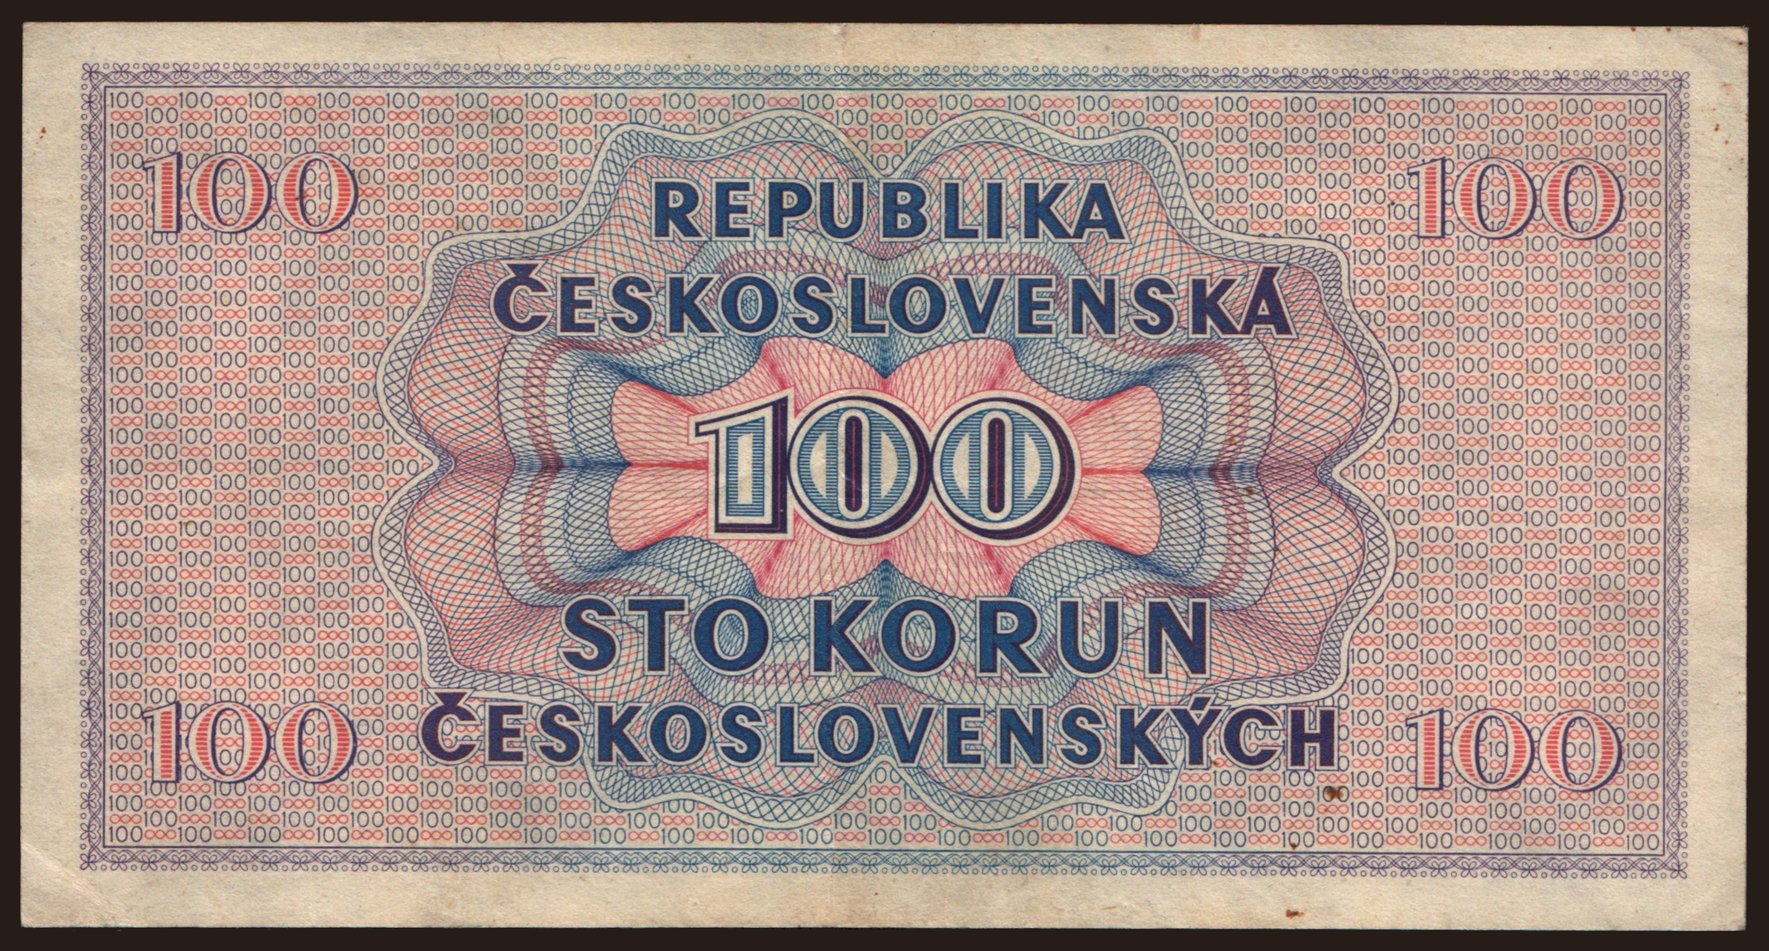 100 100
REPUBLIKA
ČESKOSLOVENSKÁ
100
STO KORUN
ČESKOSLOVENSKÝCH
100 100